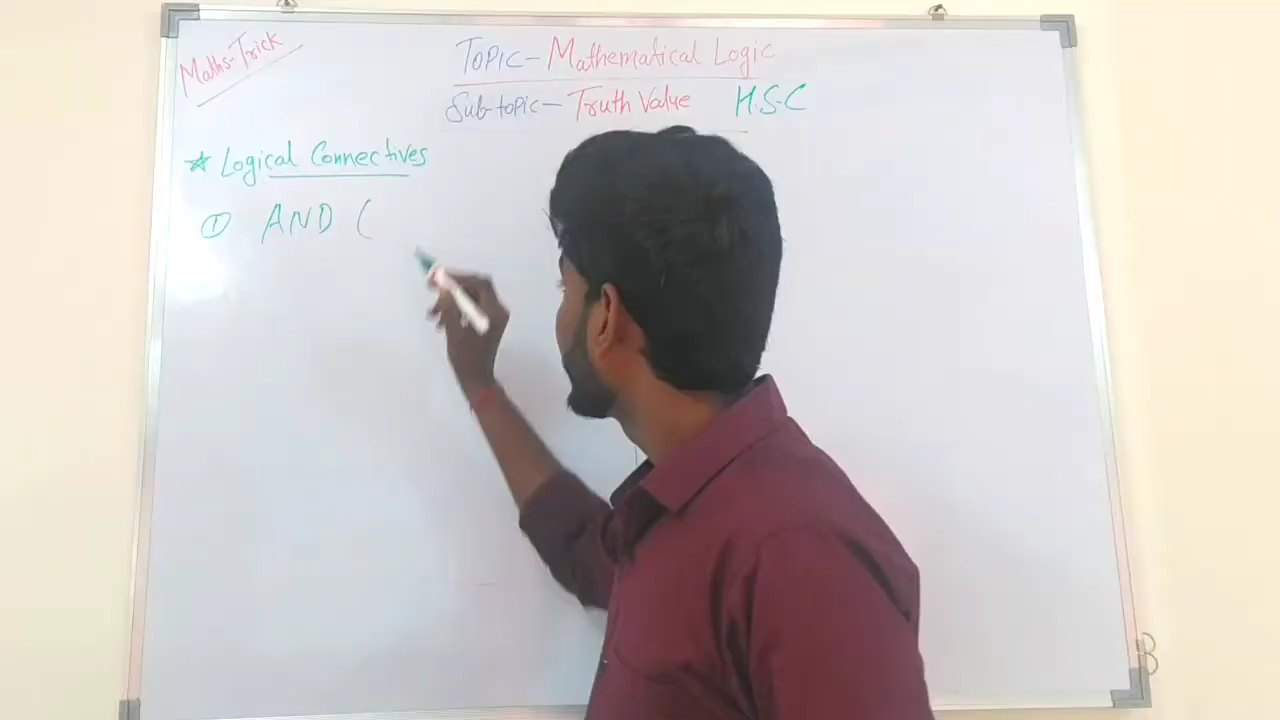 Maths-Trick
Topic - Mathematical Logic
Sub-topic - Truth Value H.S.C
* Logical Connectives
① AND (